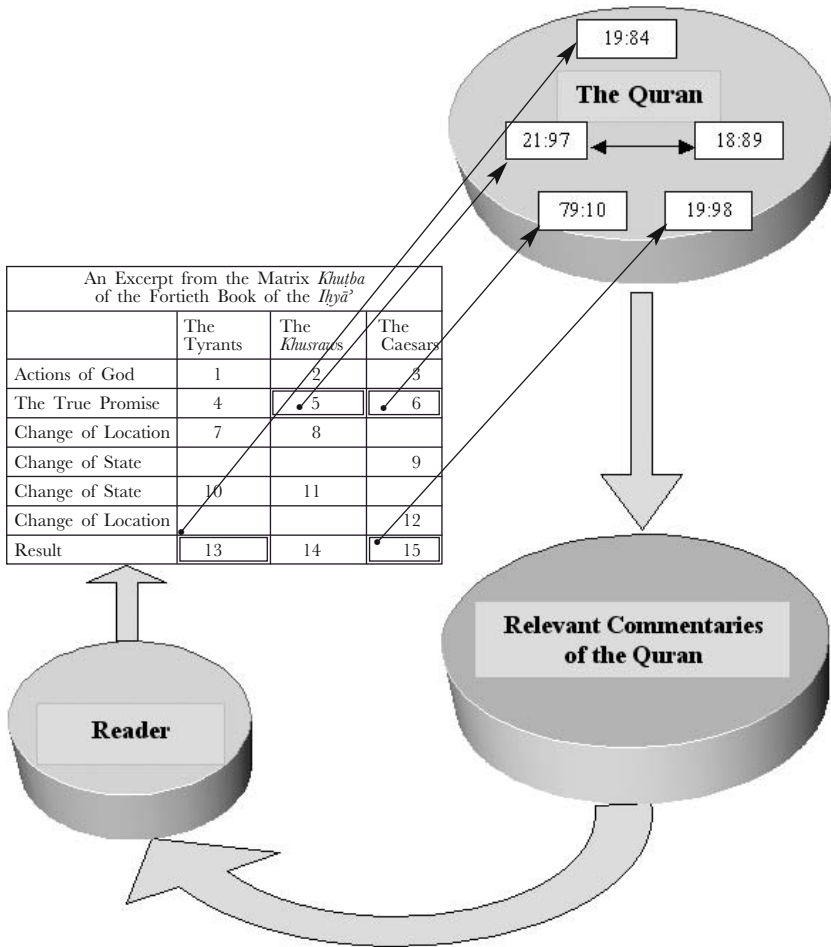 19:84
The Quran
21:97 18:89
79:10 19:98
An Excerpt from the Matrix Khuṭba
of the Fortieth Book of the Iḥyāʾ
The Tyrants The Khusraws The Caesars
Actions of God 1 2 3
The True Promise 4 5 6
Change of Location 7 8
Change of State 9
Change of State 10 11
Change of Location 12
Result 13 14 15
Relevant Commentaries
of the Quran
Reader